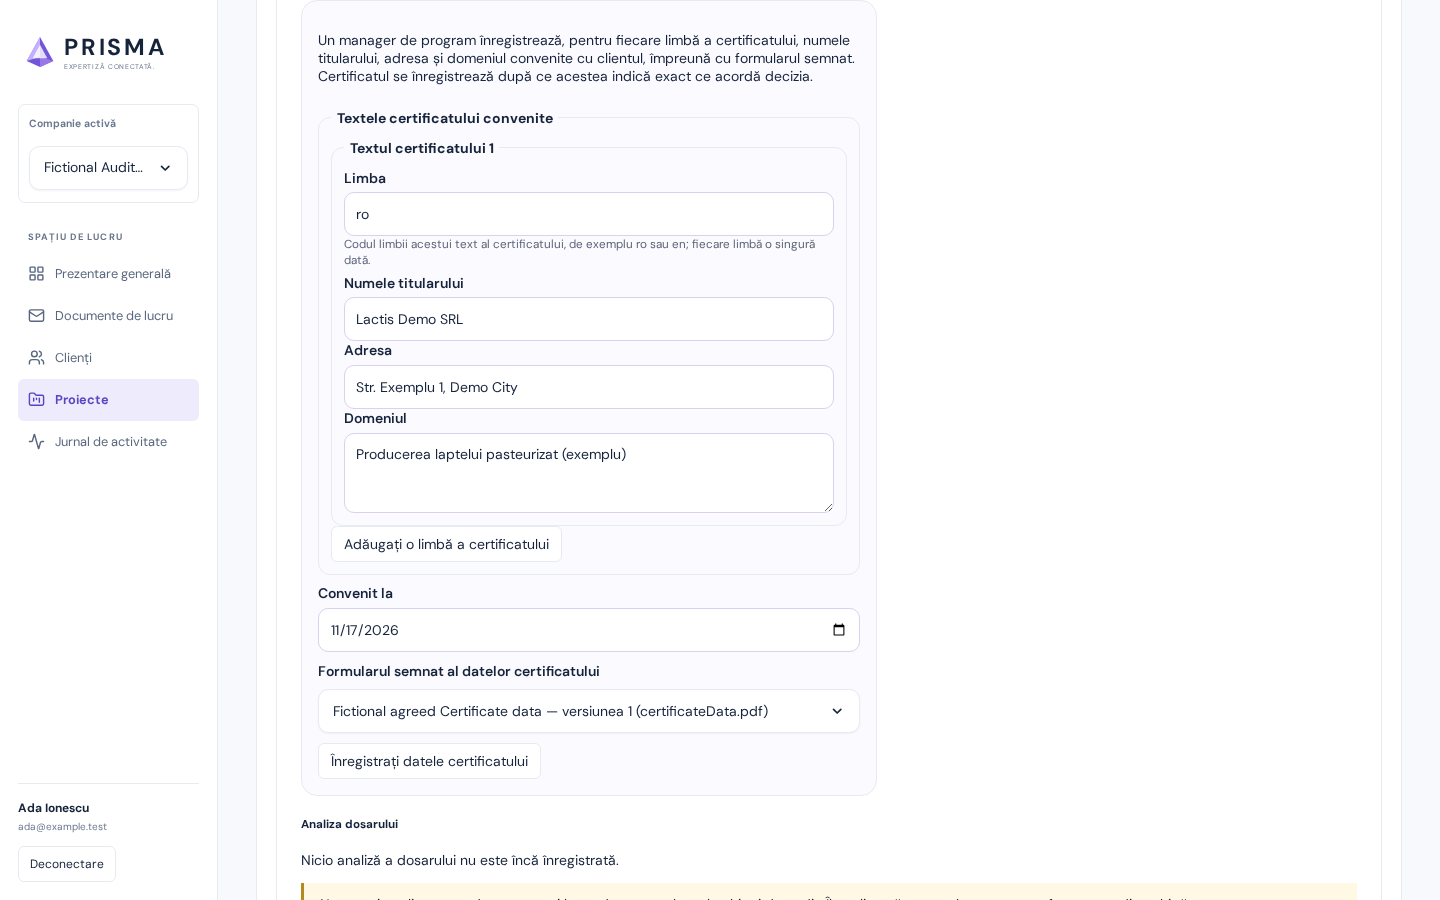 PRISMA
EXPERTIZĂ CONECTATĂ.
Companie activă
Fictional Audit...
SPAȚIU DE LUCRU
Prezentare generală
Documente de lucru
Clienți
Proiecte
Jurnal de activitate
Ada Ionescu
ada@example.test
Deconectare
Un manager de program înregistrează, pentru fiecare limbă a certificatului, numele
titularului, adresa și domeniul convenite cu clientul, împreună cu formularul semnat.
Certificatul se înregistrează după ce acestea indică exact ce acordă decizia.
Textele certificatului convenite
Textul certificatului 1
Limba
ro
Codul limbii acestui text al certificatului, de exemplu ro sau en; fiecare limbă o singură
dată.
Numele titularului
Lactis Demo SRL
Adresa
Str. Exemplu 1, Demo City
Domeniul
Producerea laptelui pasteurizat (exemplu)
Adăugați o limbă a certificatului
Convenit la
11/17/2026
Formularul semnat al datelor certificatului
Fictional agreed Certificate data — versiunea 1 (certificateData.pdf)
Înregistrați datele certificatului
Analiza dosarului
Nicio analiză a dosarului nu este încă înregistrată.